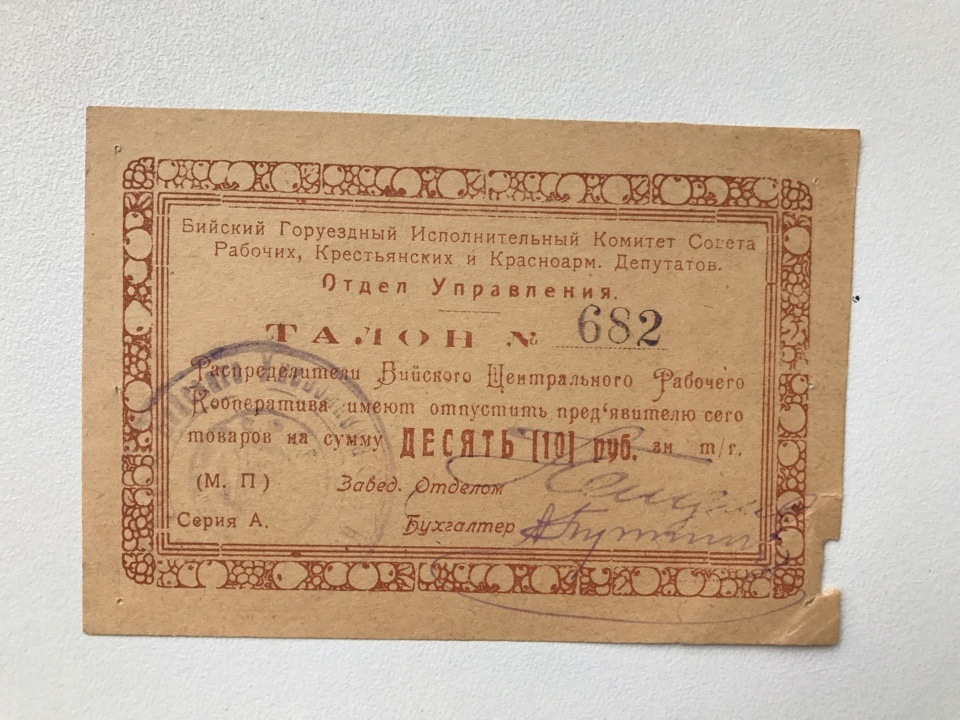 Бийский Горуездный Исполнительный Комитет Совета
Рабочих, Крестьянских и Красноарм. Депутатов.
Отдел Управления.
ТАЛОН № 682
Распределители Бийского Центрального Рабочего
Кооператива имеют отпустить пред'явителю сего
товаров на сумму ДЕСЯТЬ [10] руб. зн т/г.
(М. П) Завед. Отделом
Серия А. Бухгалтер